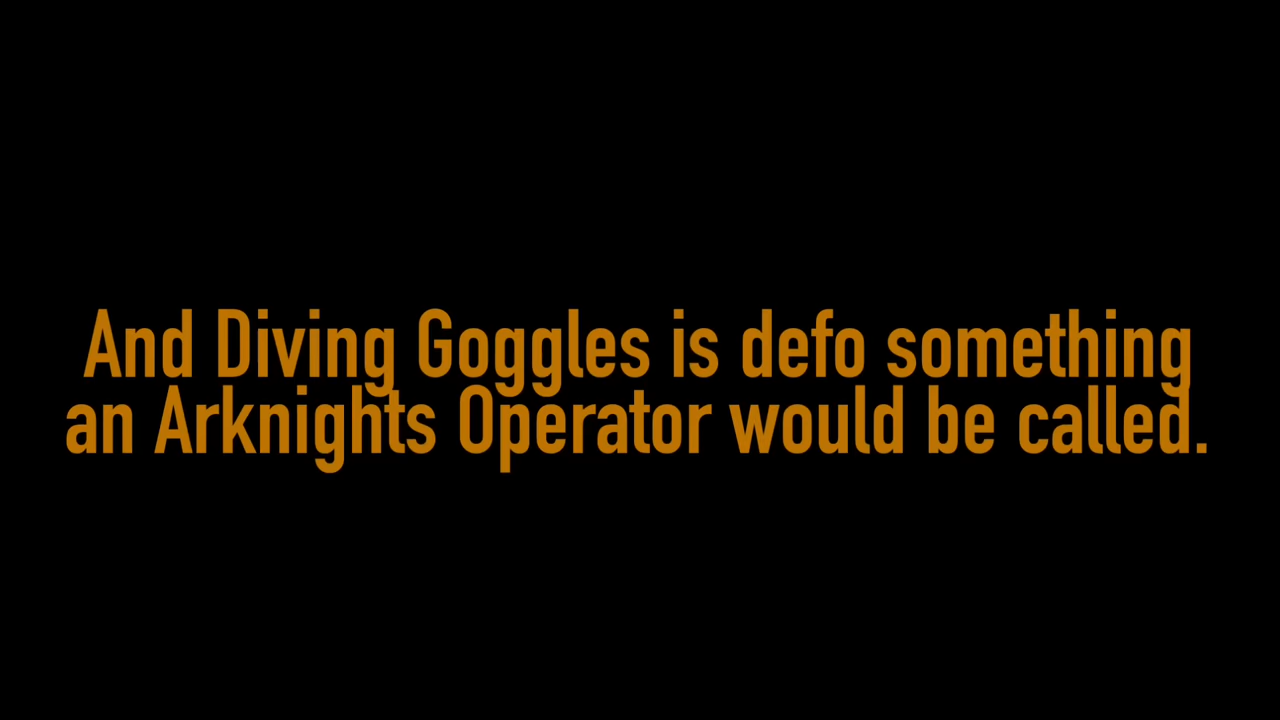 And Diving Goggles is defo something
an Arknights Operator would be called.